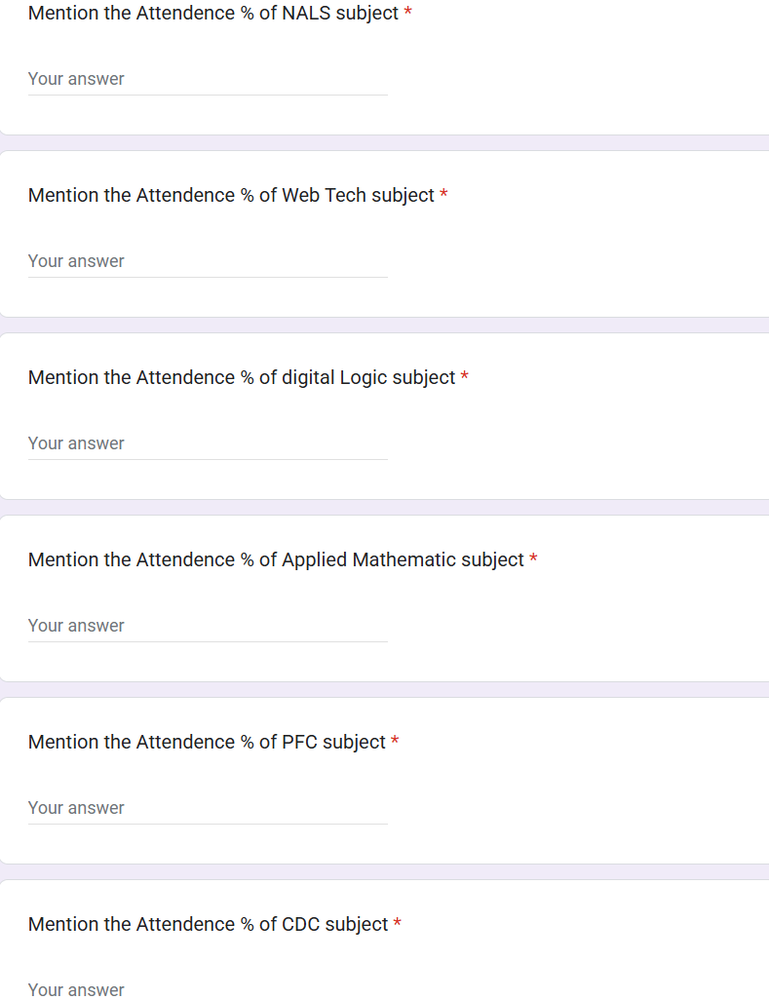 Mention the Attendence % of NALS subject *
Your answer
Mention the Attendence % of Web Tech subject *
Your answer
Mention the Attendence % of digital Logic subject *
Your answer
Mention the Attendence % of Applied Mathematic subject *
Your answer
Mention the Attendence % of PFC subject *
Your answer
Mention the Attendence % of CDC subject *
Your answer